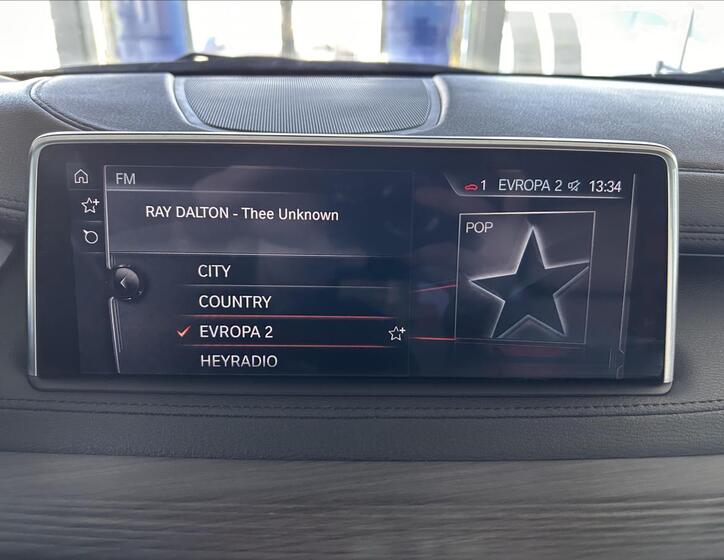 FM
1 EVROPA 2 13:34
RAY DALTON - Thee Unknown
POP
CITY
COUNTRY
EVROPA 2
HEYRADIO